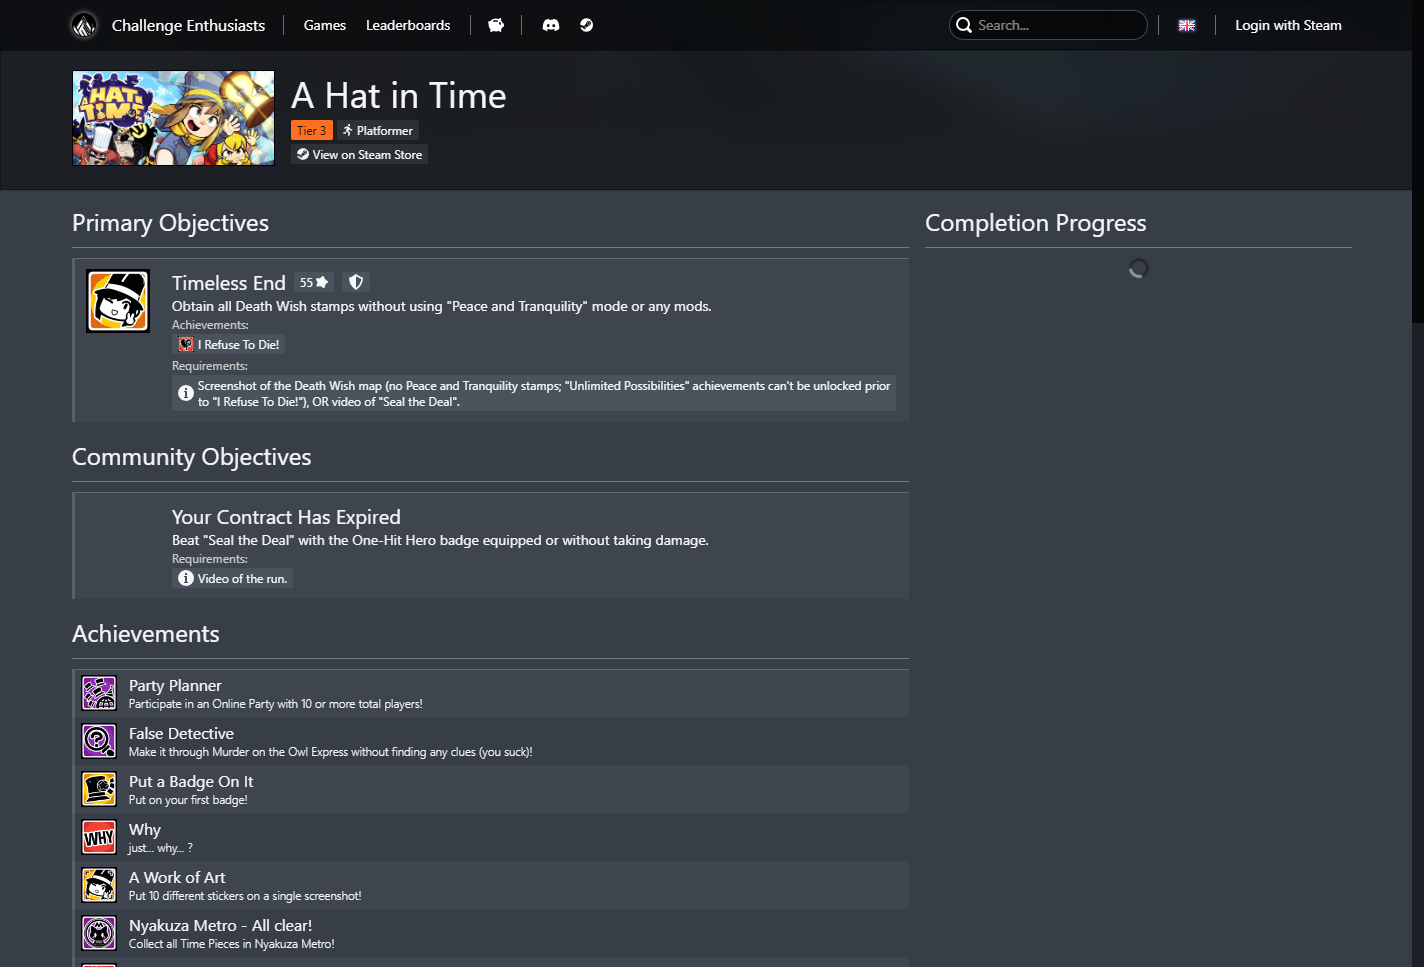 Challenge Enthusiasts
Games
Leaderboards
Search...
Login with Steam
A HAT IN TIME
A Hat in Time
Tier 3
Platformer
View on Steam Store
Primary Objectives
Timeless End
55
Obtain all Death Wish stamps without using "Peace and Tranquility" mode or any mods.
Achievements:
I Refuse To Die!
Requirements:
Screenshot of the Death Wish map (no Peace and Tranquility stamps; "Unlimited Possibilities" achievements can't be unlocked prior
to "I Refuse To Die!"), OR video of "Seal the Deal".
Community Objectives
Your Contract Has Expired
Beat "Seal the Deal" with the One-Hit Hero badge equipped or without taking damage.
Requirements:
Video of the run.
Achievements
Party Planner
Participate in an Online Party with 10 or more total players!
False Detective
Make it through Murder on the Owl Express without finding any clues (you suck)!
Put a Badge On It
Put on your first badge!
WHY
Why
just... why... ?
A Work of Art
Put 10 different stickers on a single screenshot!
Nyakuza Metro - All clear!
Collect all Time Pieces in Nyakuza Metro!
Completion Progress